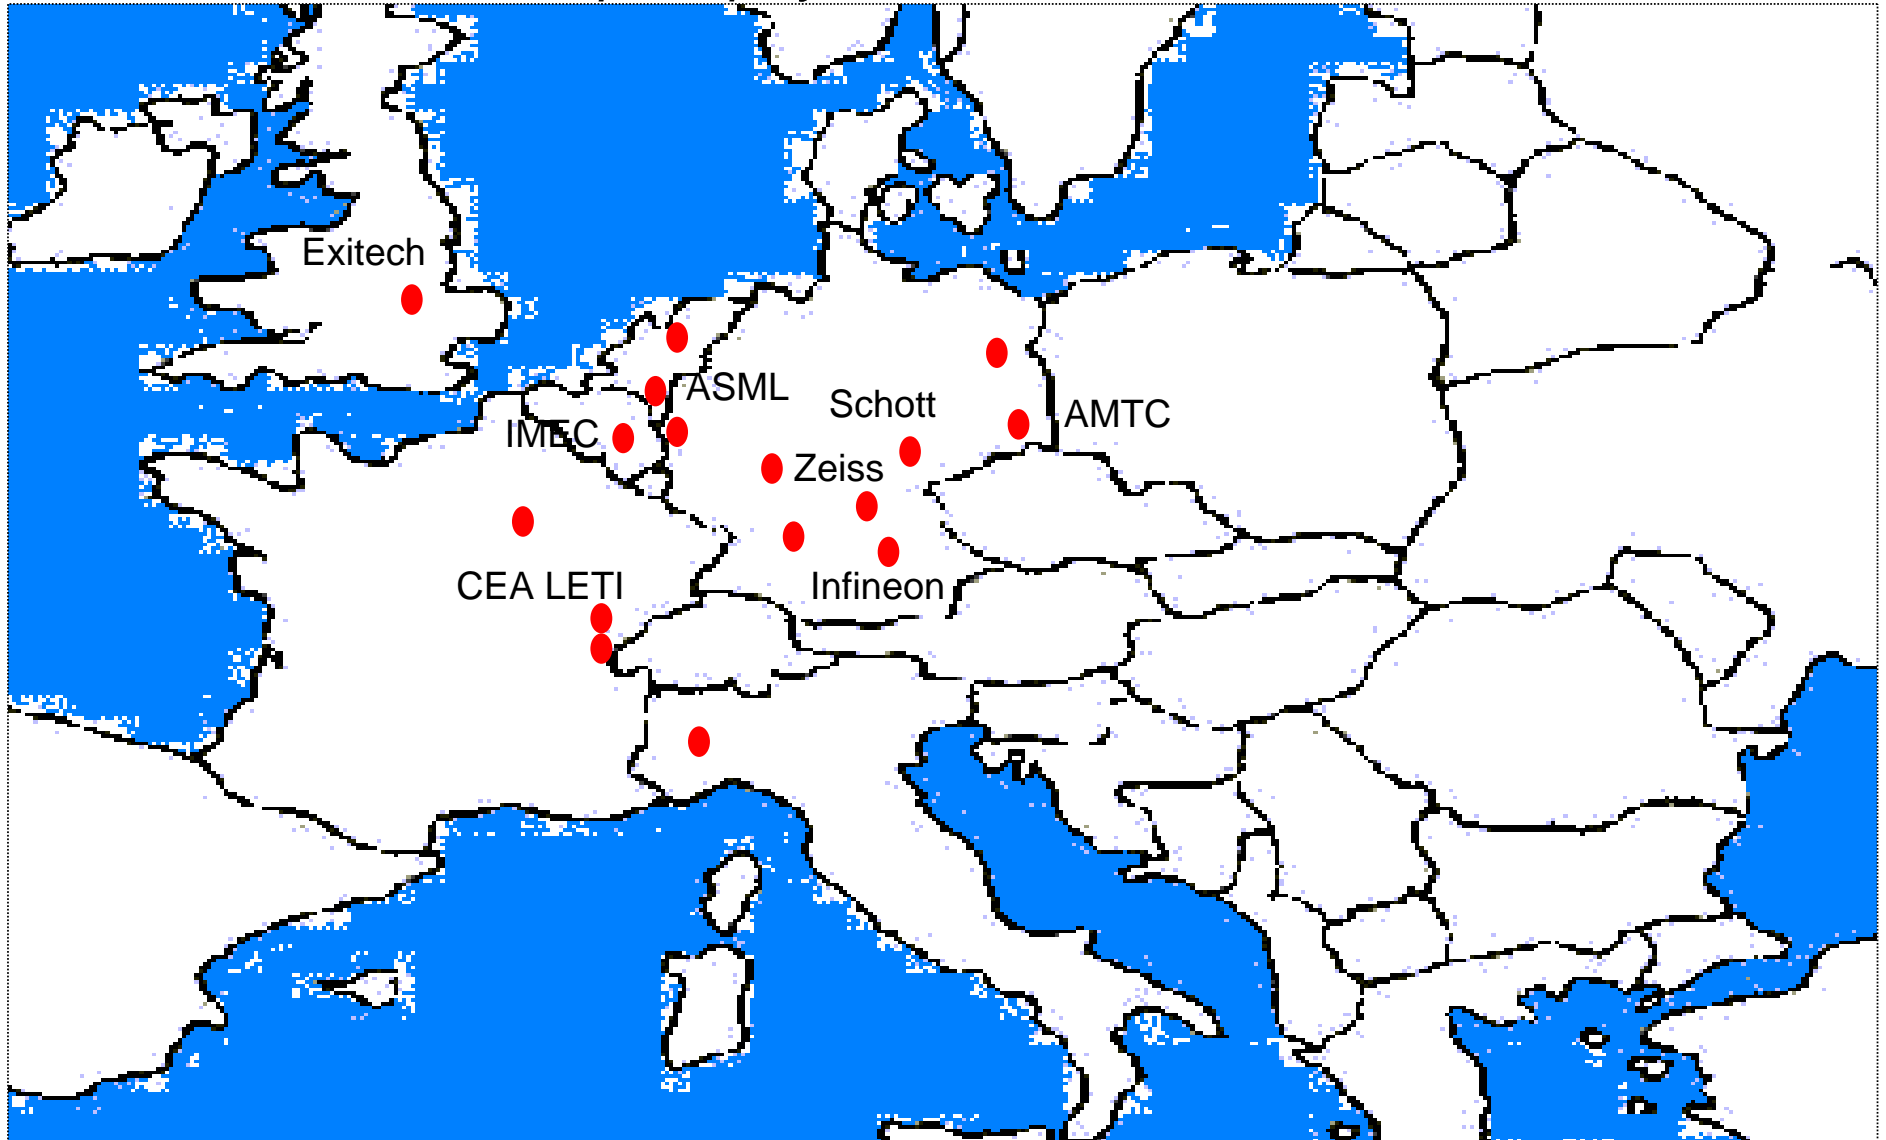 Exitech
ASML
Schott
AMTC
IMEC
Zeiss
CEA LETI
Infineon